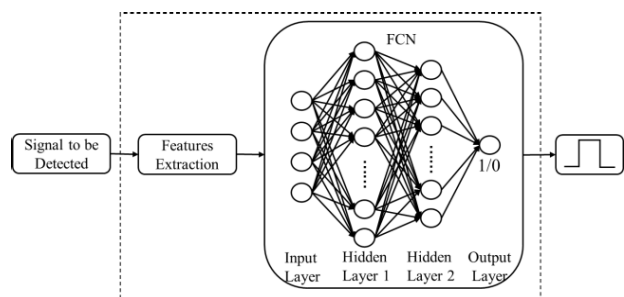 FCN
Signal to be
Detected
Features
Extraction
1/0
Input
Layer
Hidden
Layer 1
Hidden
Layer 2
Output
Layer